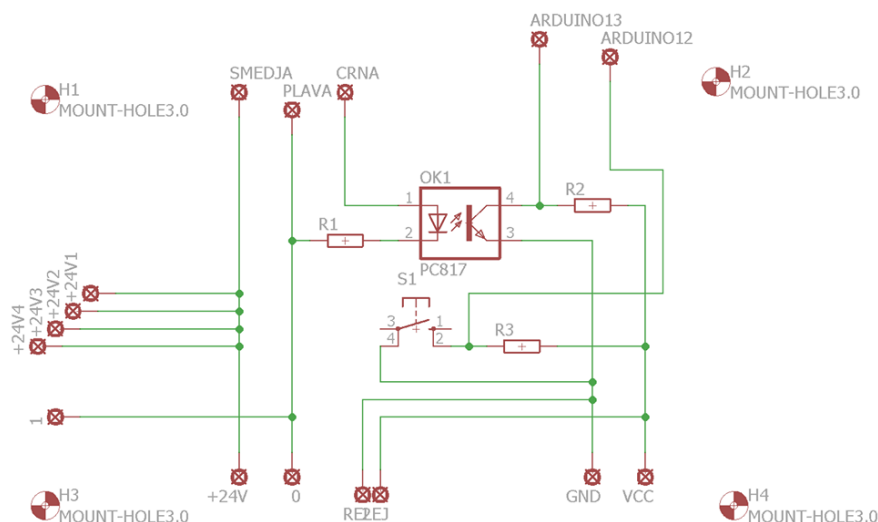 ARDUINO13
ARDUINO12
SMEDJA
CRNA
PLAVA
H1
MOUNT-HOLE3.0
H2
MOUNT-HOLE3.0
OK1
1
4
R2
R1
2
3
PC817
S1
+24V1
+24V2
+24V3
+24V4
3
1
4
2
R3
1
+24V
0
GND
VCC
H3
MOUNT-HOLE3.0
H4
MOUNT-HOLE3.0